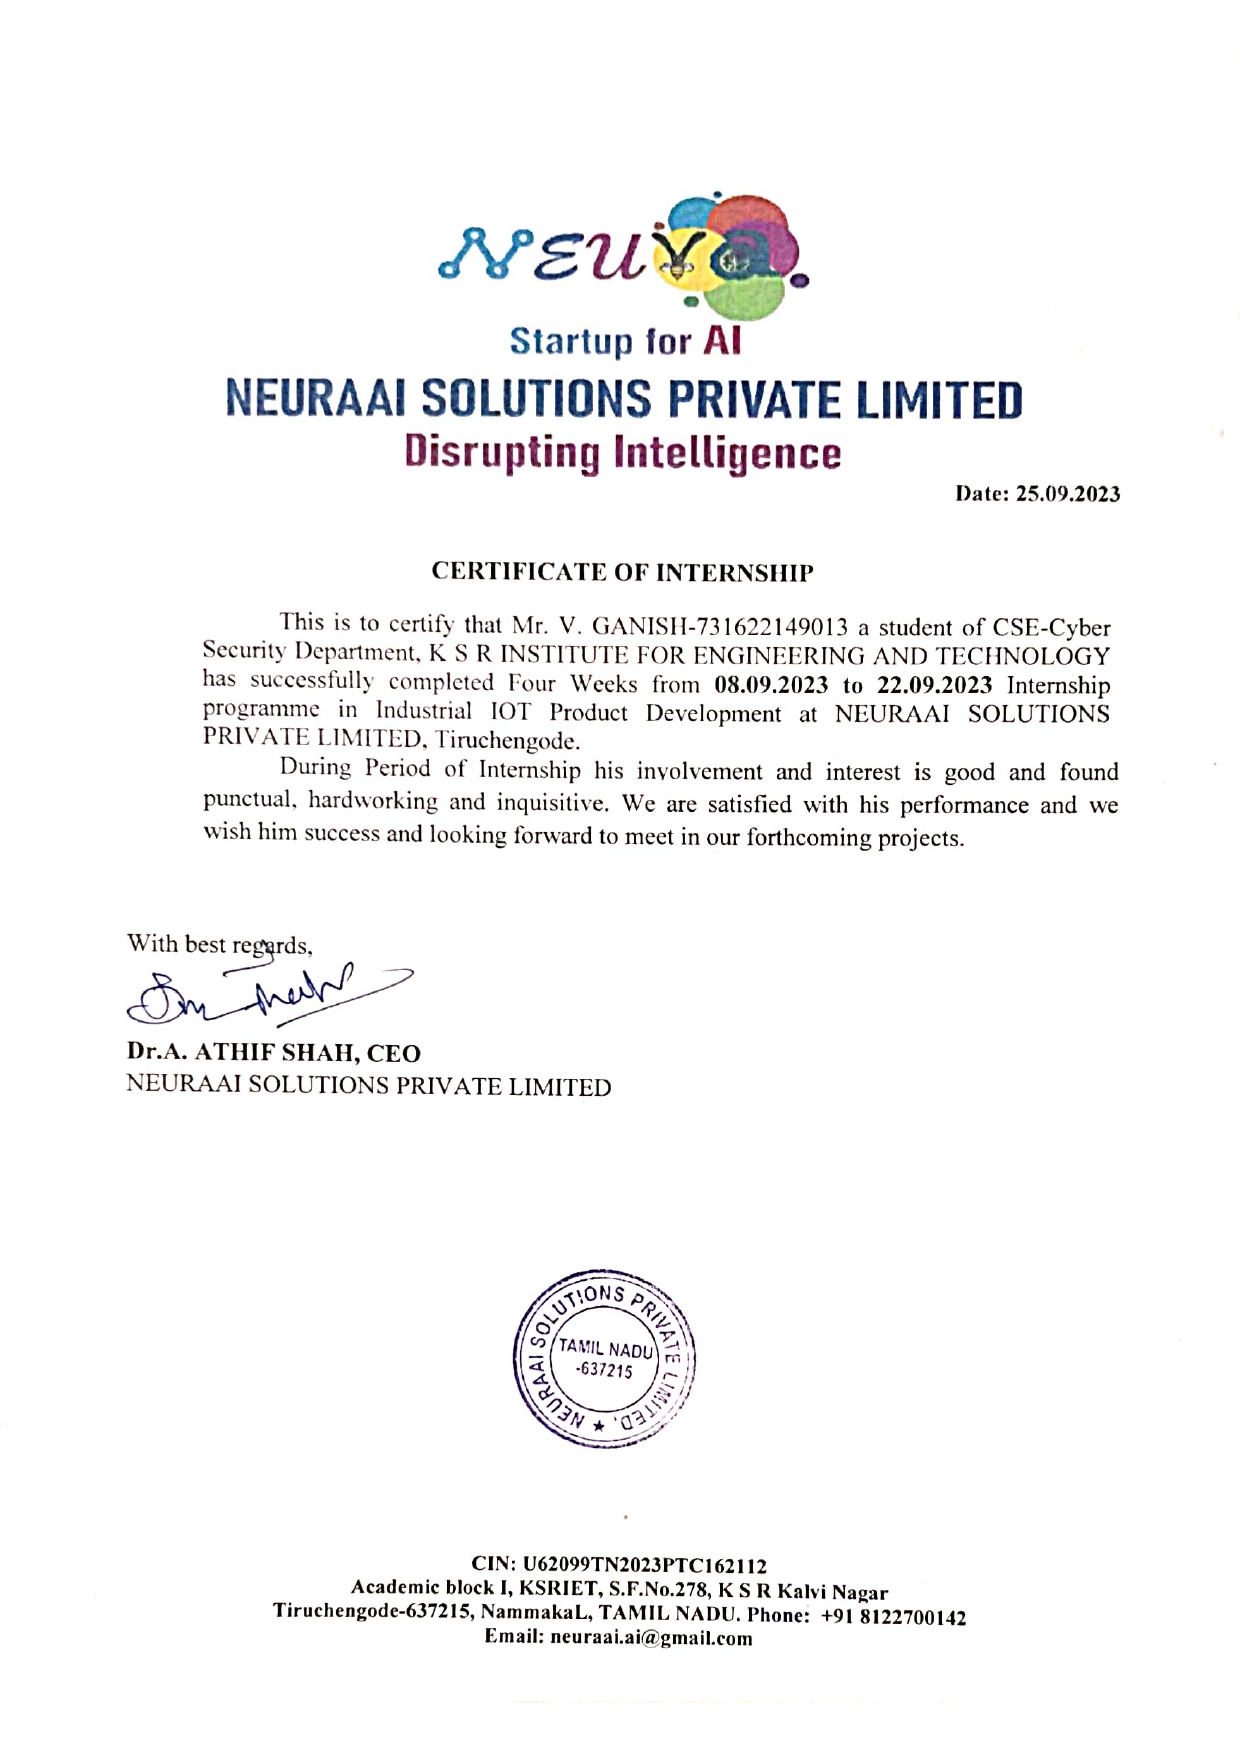 Neura
Startup for AI
NEURAAI SOLUTIONS PRIVATE LIMITED
Disrupting Intelligence
Date: 25.09.2023
CERTIFICATE OF INTERNSHIP
This is to certify that Mr. V. GANISH-731622149013 a student of CSE-Cyber
Security Department, K S R INSTITUTE FOR ENGINEERING AND TECHNOLOGY
has successfully completed Four Weeks from 08.09.2023 to 22.09.2023 Internship
programme in Industrial IOT Product Development at NEURAAI SOLUTIONS
PRIVATE LIMITED, Tiruchengode.
During Period of Internship his involvement and interest is good and found
punctual, hardworking and inquisitive. We are satisfied with his performance and we
wish him success and looking forward to meet in our forthcoming projects.
With best regards,
Dr.A. ATHIF SHAH, CEO
NEURAAI SOLUTIONS PRIVATE LIMITED
NEURAAI SOLUTIONS PRIVATE LIMITED,
TAMIL NADU
-637215
CIN: U62099TN2023PTC162112
Academic block I, KSRIET, S.F.No.278, K S R Kalvi Nagar
Tiruchengode-637215, NammakaL, TAMIL NADU. Phone: +91 8122700142
Email: neuraai.ai@gmail.com